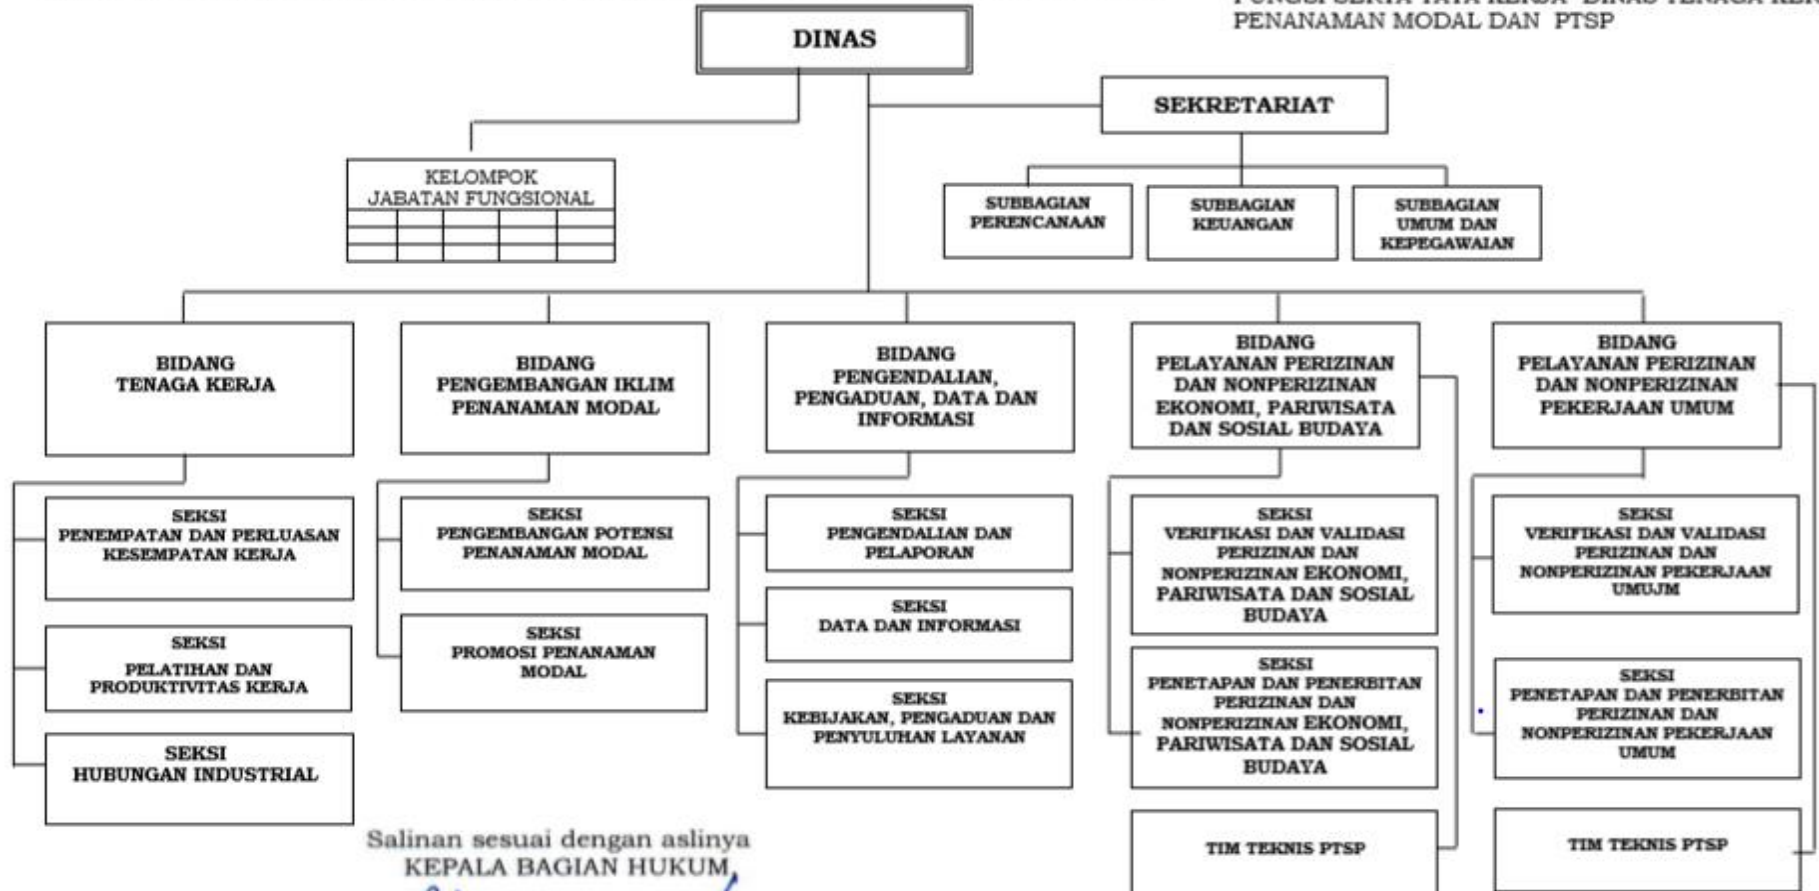 PENANAMAN MODAL DAN PTSP
DINAS
SEKRETARIAT
KELOMPOK
JABATAN FUNGSIONAL
SUBBAGIAN
PERENCANAAN
SUBBAGIAN
KEUANGAN
SUBBAGIAN
UMUM DAN
KEPEGAWAIAN
BIDANG
TENAGA KERJA
BIDANG
PENGEMBANGAN IKLIM
PENANAMAN MODAL
BIDANG
PENGENDALIAN,
PENGADUAN, DATA DAN
INFORMASI
BIDANG
PELAYANAN PERIZINAN
DAN NONPERIZINAN
EKONOMI, PARIWISATA
DAN SOSIAL BUDAYA
BIDANG
PELAYANAN PERIZINAN
DAN NONPERIZINAN
PEKERJAAN UMUM
SEKSI
PENEMPATAN DAN PERLUASAN
KESEMPATAN KERJA
SEKSI
PELATIHAN DAN
PRODUKTIVITAS KERJA
SEKSI
HUBUNGAN INDUSTRIAL
SEKSI
PENGEMBANGAN POTENSI
PENANAMAN MODAL
SEKSI
PROMOSI PENANAMAN
MODAL
SEKSI
PENGENDALIAN DAN
PELAPORAN
SEKSI
DATA DAN INFORMASI
SEKSI
KEBIJAKAN, PENGADUAN DAN
PENYULUHAN LAYANAN
SEKSI
VERIFIKASI DAN VALIDASI
PERIZINAN DAN
NONPERIZINAN EKONOMI,
PARIWISATA DAN SOSIAL
BUDAYA
SEKSI
PENETAPAN DAN PENERBITAN
PERIZINAN DAN
NONPERIZINAN EKONOMI,
PARIWISATA DAN SOSIAL
BUDAYA
TIM TEKNIS PTSP
SEKSI
VERIFIKASI DAN VALIDASI
PERIZINAN DAN
NONPERIZINAN PEKERJAAN
UMUJM
SEKSI
PENETAPAN DAN PENERBITAN
PERIZINAN DAN
NONPERIZINAN PEKERJAAN
UMUM
TIM TEKNIS PTSP
Salinan sesuai dengan aslinya
KEPALA BAGIAN HUKUM,